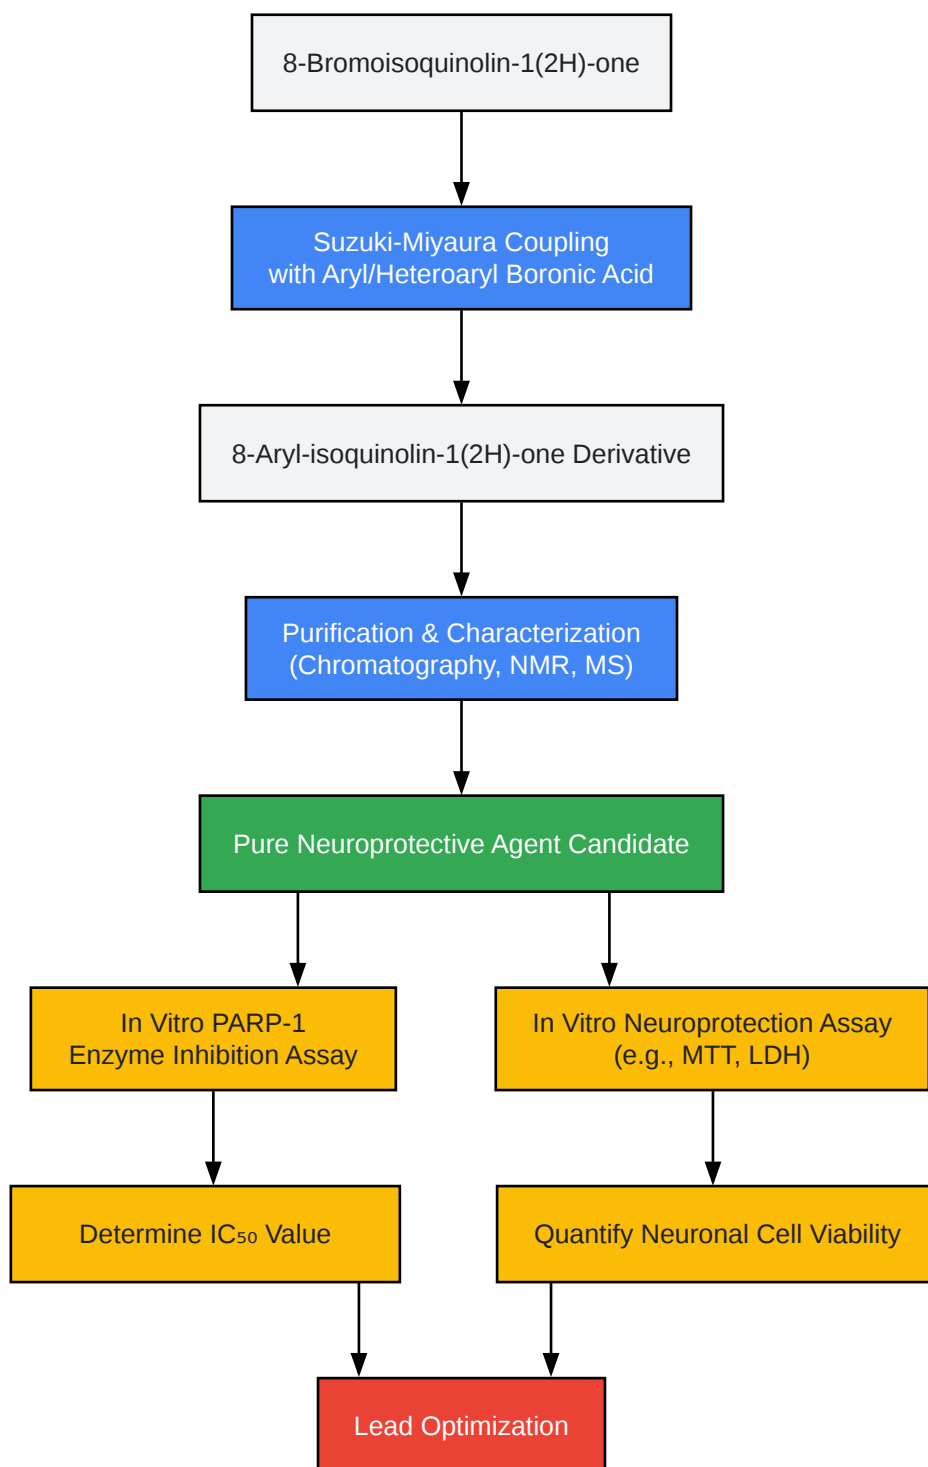 8-Bromoisoquinolin-1(2H)-one
Suzuki-Miyaura Coupling
with Aryl/Heteroaryl Boronic Acid
8-Aryl-isoquinolin-1(2H)-one Derivative
Purification & Characterization
(Chromatography, NMR, MS)
Pure Neuroprotective Agent Candidate
In Vitro PARP-1
Enzyme Inhibition Assay
In Vitro Neuroprotection Assay
(e.g., MTT, LDH)
Determine IC₅₀ Value
Quantify Neuronal Cell Viability
Lead Optimization